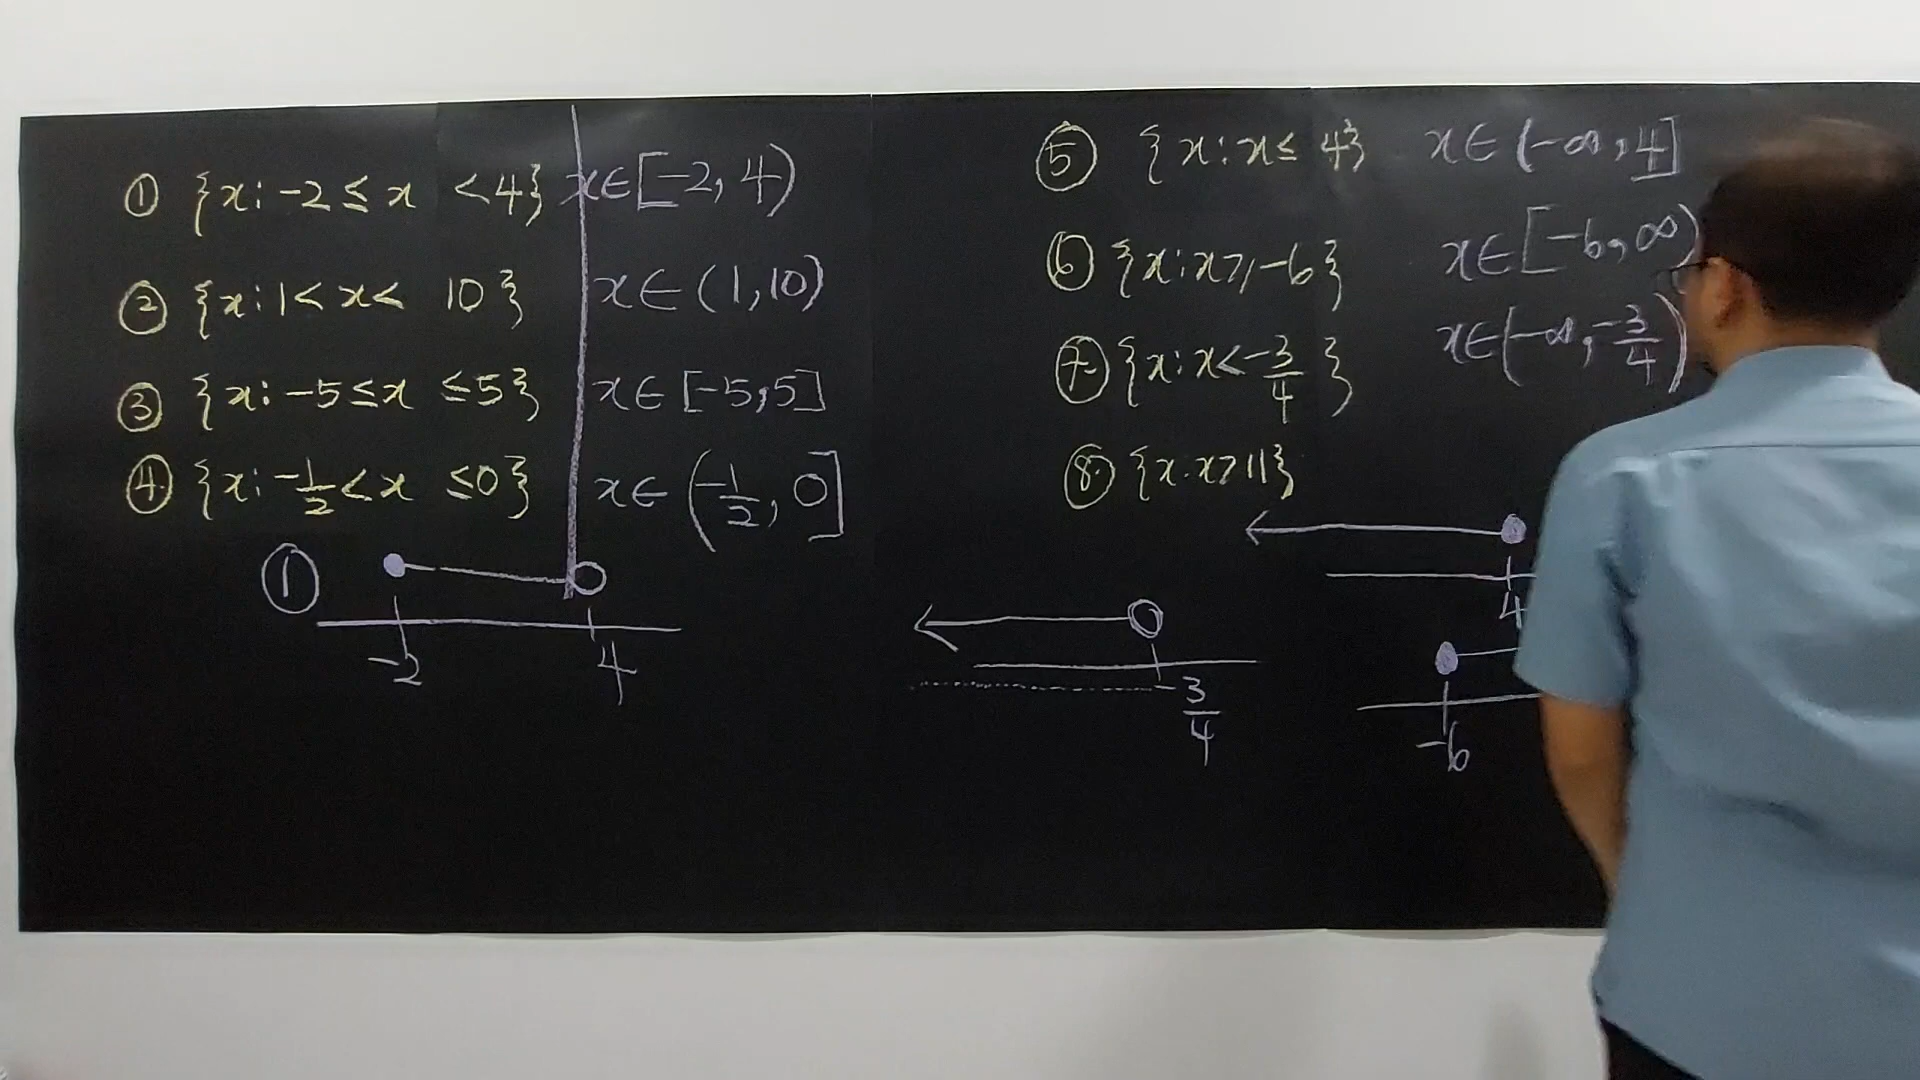 ① {x: -2 ≤ x < 4} x∈[-2, 4)
② {x: 1 < x < 10} x∈(1, 10)
③ {x: -5 ≤ x ≤ 5} x∈[-5, 5]
④ {x: -1/2 < x ≤ 0} x∈(-1/2, 0]
①
-2 4
⑤ {x: x ≤ 4} x∈(-∞, 4]
⑥ {x: x ≥ -6} x∈[-6, ∞)
⑦ {x: x < -3/4} x∈(-∞, -3/4)
⑧ {x. x > 11}
4
-3/4
-6